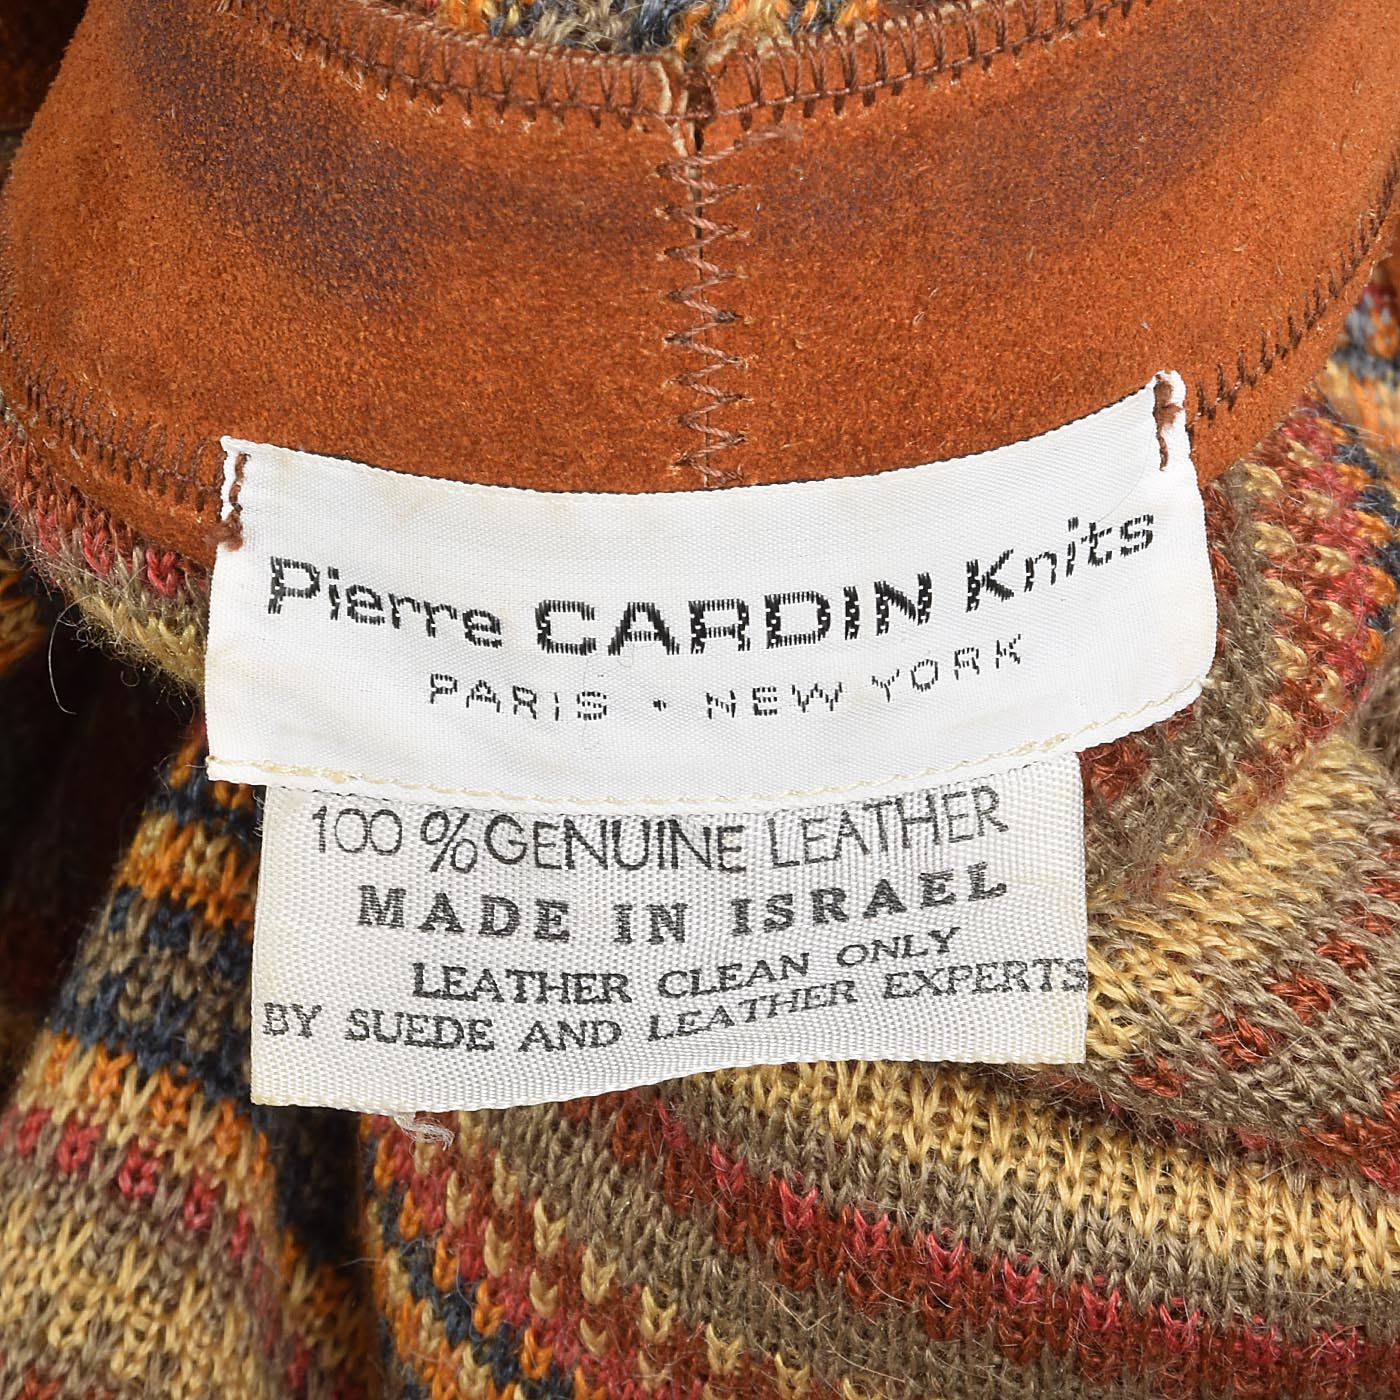 Pierre CARDIN Knits
PARIS • NEW YORK
100 % GENUINE LEATHER
MADE IN ISRAEL
LEATHER CLEAN ONLY
BY SUEDE AND LEATHER EXPERTS